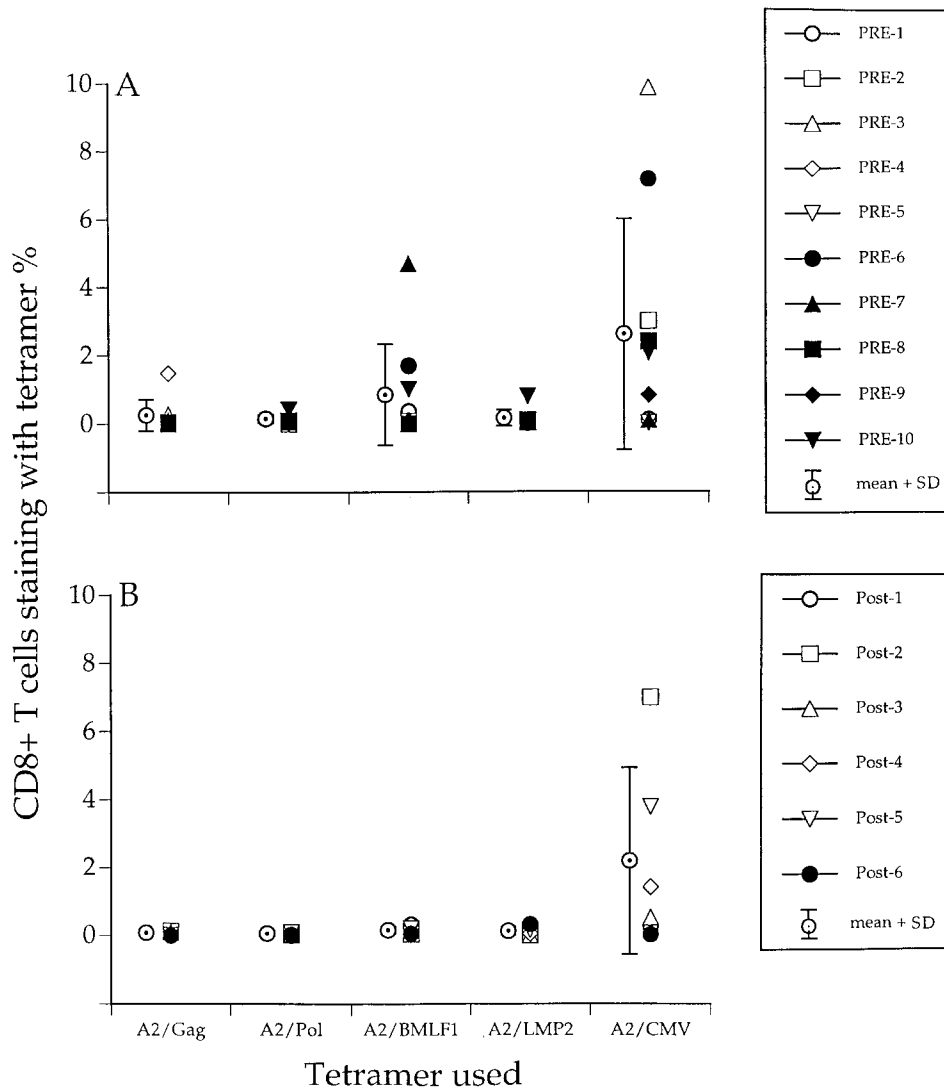 CD8+ T cells staining with tetramer %
A
10
8
6
4
2
0
PRE-1
PRE-2
PRE-3
PRE-4
PRE-5
PRE-6
PRE-7
PRE-8
PRE-9
PRE-10
mean + SD
B
10
8
6
4
2
0
A2/Gag
A2/Pol
A2/BMLF1
A2/LMP2
A2/CMV
Tetramer used
Post-1
Post-2
Post-3
Post-4
Post-5
Post-6
mean + SD